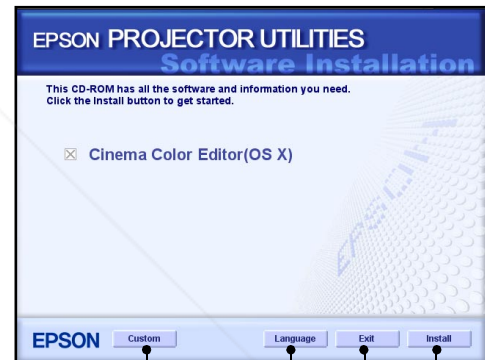 EPSON PROJECTOR UTILITIES
Software Installation
This CD-ROM has all the software and information you need.
Click the Install button to get started.
Cinema Color Editor(OS X)
EPSON
EPSON Custom Language Exit Install